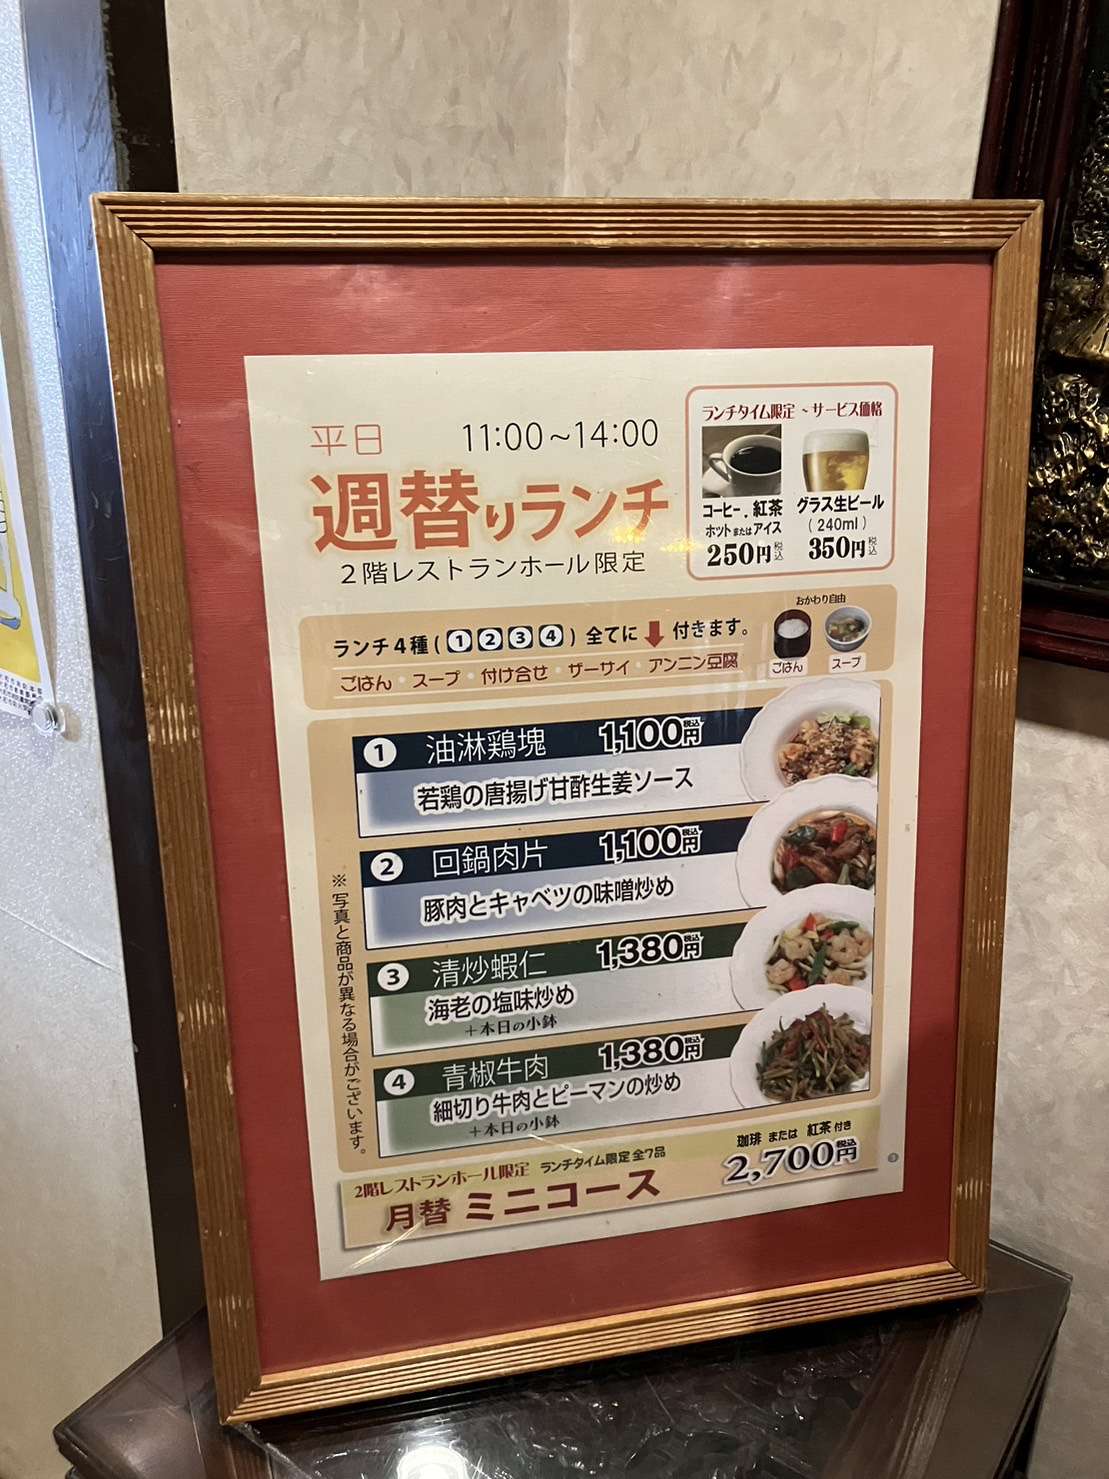 平日 11:00～14:00
週替りランチ
2階レストランホール限定
ランチタイム限定 ～サービス価格
コーヒー．紅茶
ホットまたはアイス
250円税込
グラス生ビール
(240ml)
350円税込
ランチ4種(①②③④)全てに⬇付きます。
ごはん・スープ・付け合せ・ザーサイ・アンニン豆腐
おかわり自由
ごはん
スープ
① 油淋鶏塊 1,100円税込
若鶏の唐揚げ甘酢生姜ソース
② 回鍋肉片 1,100円税込
豚肉とキャベツの味噌炒め
③ 清炒蝦仁 1,380円税込
海老の塩味炒め
＋本日の小鉢
④ 青椒牛肉 1,380円税込
細切り牛肉とピーマンの炒め
＋本日の小鉢
※写真と商品が異なる場合がございます。
2階レストランホール限定 ランチタイム限定 全7品
月替 ミニコース
珈琲 または 紅茶 付き
2,700円税込